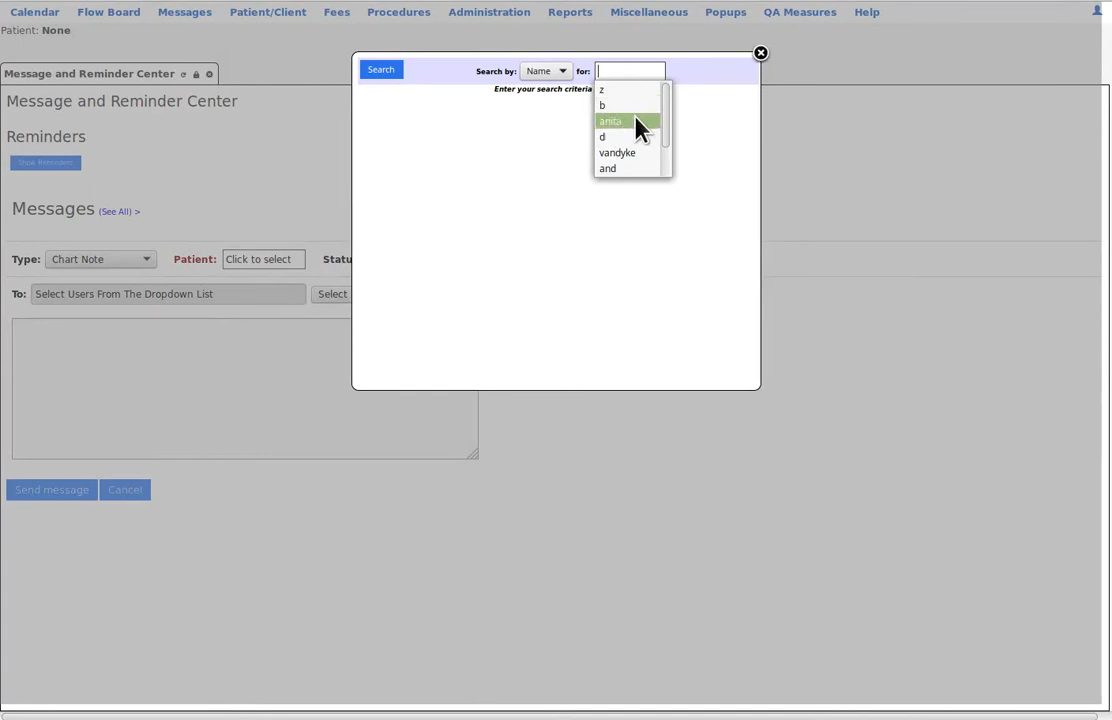 Calendar Flow Board Messages Patient/Client Fees Procedures Administration Reports Miscellaneous Popups QA Measures Help
Patient: None
Message and Reminder Center
Message and Reminder Center
Reminders
Show Reminders
Messages (See All) >
Type: Chart Note Patient: Click to select Statu
To: Select Users From The Dropdown List Select
Send message Cancel
Search Search by: Name for:
Enter your search criteria
z
b
anita
d
vandyke
and